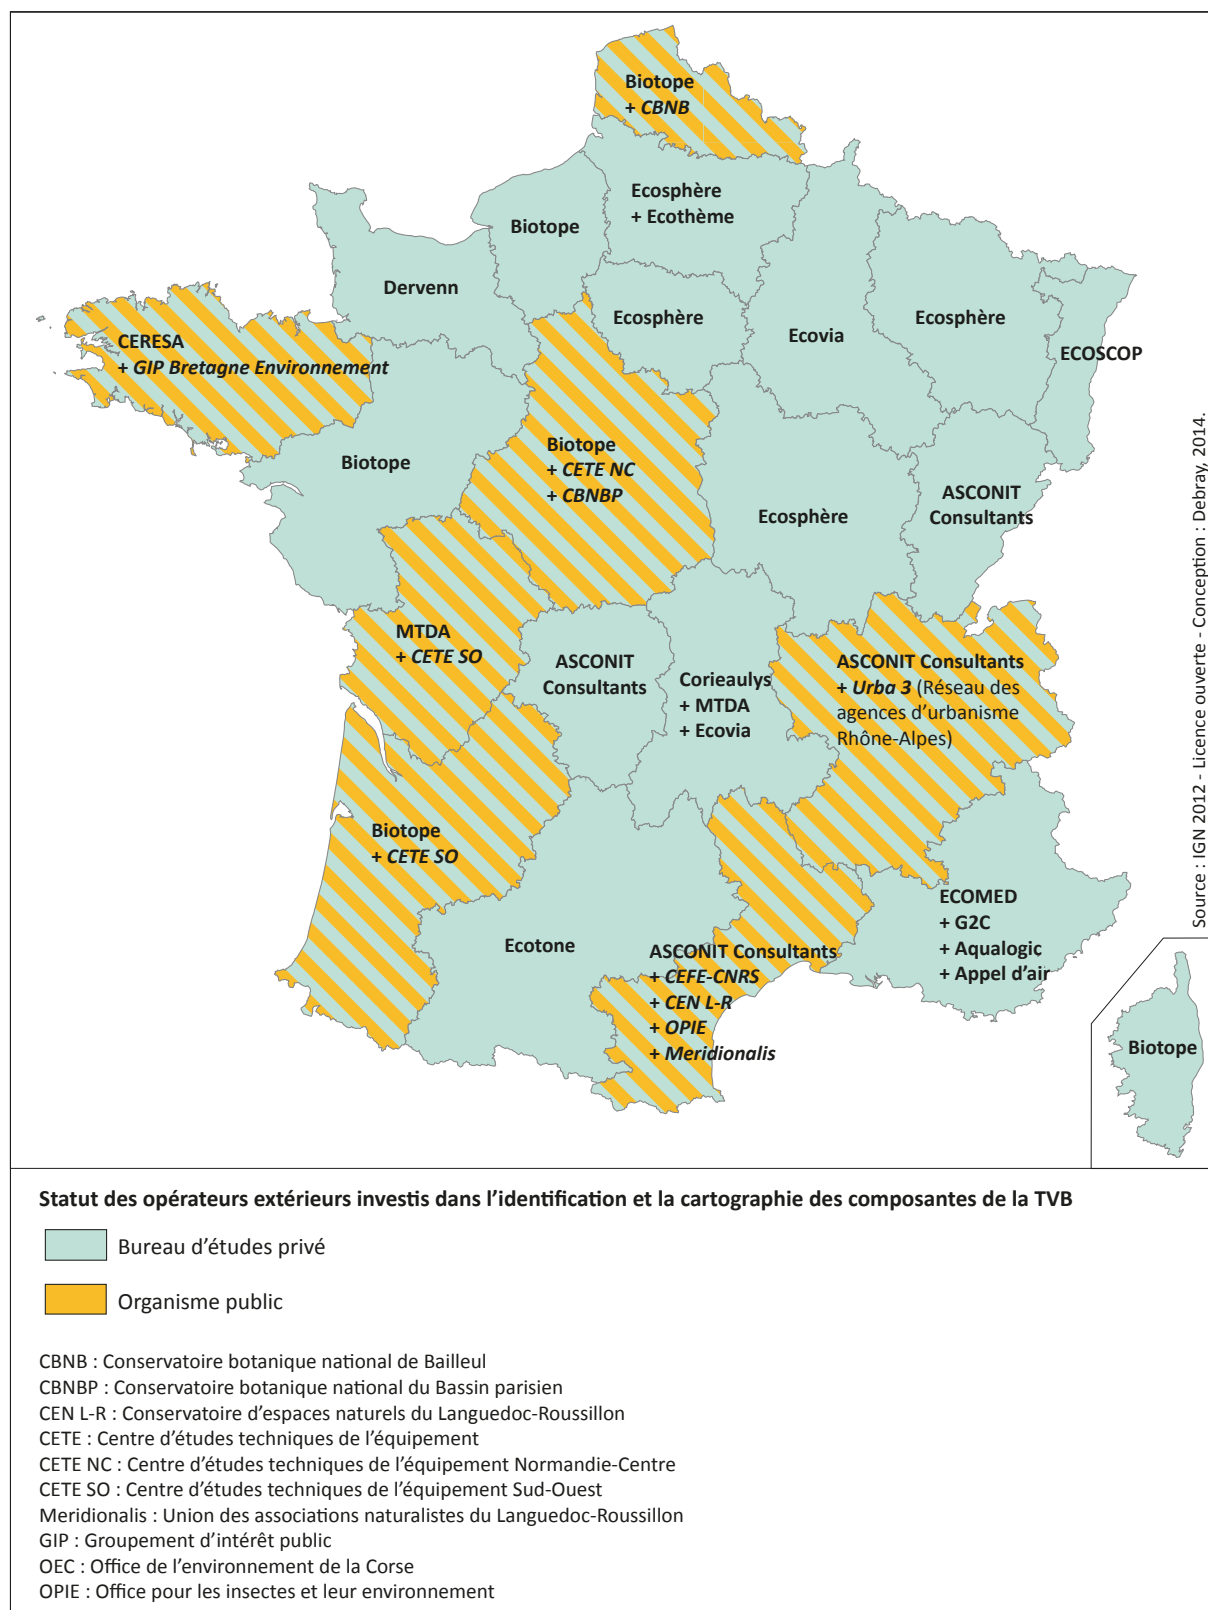 Biotope
+ CBNB
Ecosphère
+ Ecothème
Biotope
Dervenn
Ecosphère
Ecovia
Ecosphère
ECOSCOP
CERESA
+ GIP Bretagne Environnement
Biotope
Biotope
+ CETE NC
+ CBNBP
Ecosphère
ASCONIT
Consultants
MTDA
+ CETE SO
ASCONIT
Consultants
Corieaulys
+ MTDA
+ Ecovia
ASCONIT Consultants
+ Urba 3 (Réseau des
agences d'urbanisme
Rhône-Alpes)
Biotope
+ CETE SO
Ecotone
ASCONIT Consultants
+ CEFE-CNRS
+ CEN L-R
+ OPIE
+ Meridionalis
ECOMED
+ G2C
+ Aqualogic
+ Appel d'air
Biotope
Source : IGN 2012 - Licence ouverte - Conception : Debray, 2014.
Statut des opérateurs extérieurs investis dans l'identification et la cartographie des composantes de la TVB
Bureau d'études privé
Organisme public
CBNB : Conservatoire botanique national de Bailleul
CBNBP : Conservatoire botanique national du Bassin parisien
CEN L-R : Conservatoire d'espaces naturels du Languedoc-Roussillon
CETE : Centre d'études techniques de l'équipement
CETE NC : Centre d'études techniques de l'équipement Normandie-Centre
CETE SO : Centre d'études techniques de l'équipement Sud-Ouest
Meridionalis : Union des associations naturalistes du Languedoc-Roussillon
GIP : Groupement d'intérêt public
OEC : Office de l'environnement de la Corse
OPIE : Office pour les insectes et leur environnement